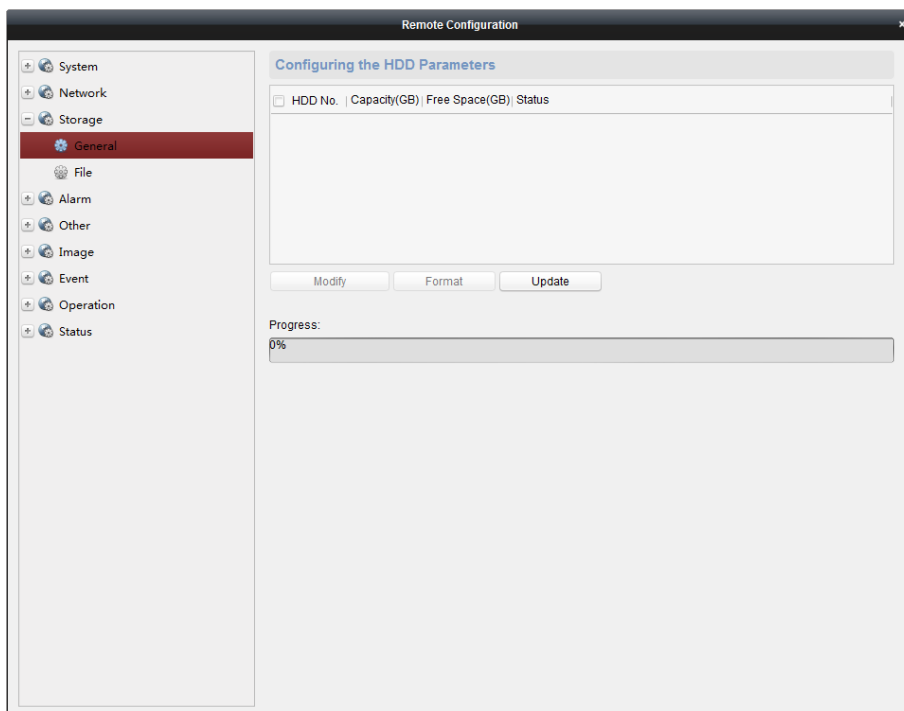 Remote Configuration
System
Network
Storage
General
File
Alarm
Other
Image
Event
Operation
Status
Configuring the HDD Parameters
HDD No. | Capacity(GB) | Free Space(GB) | Status
Modify
Format
Update
Progress:
0%